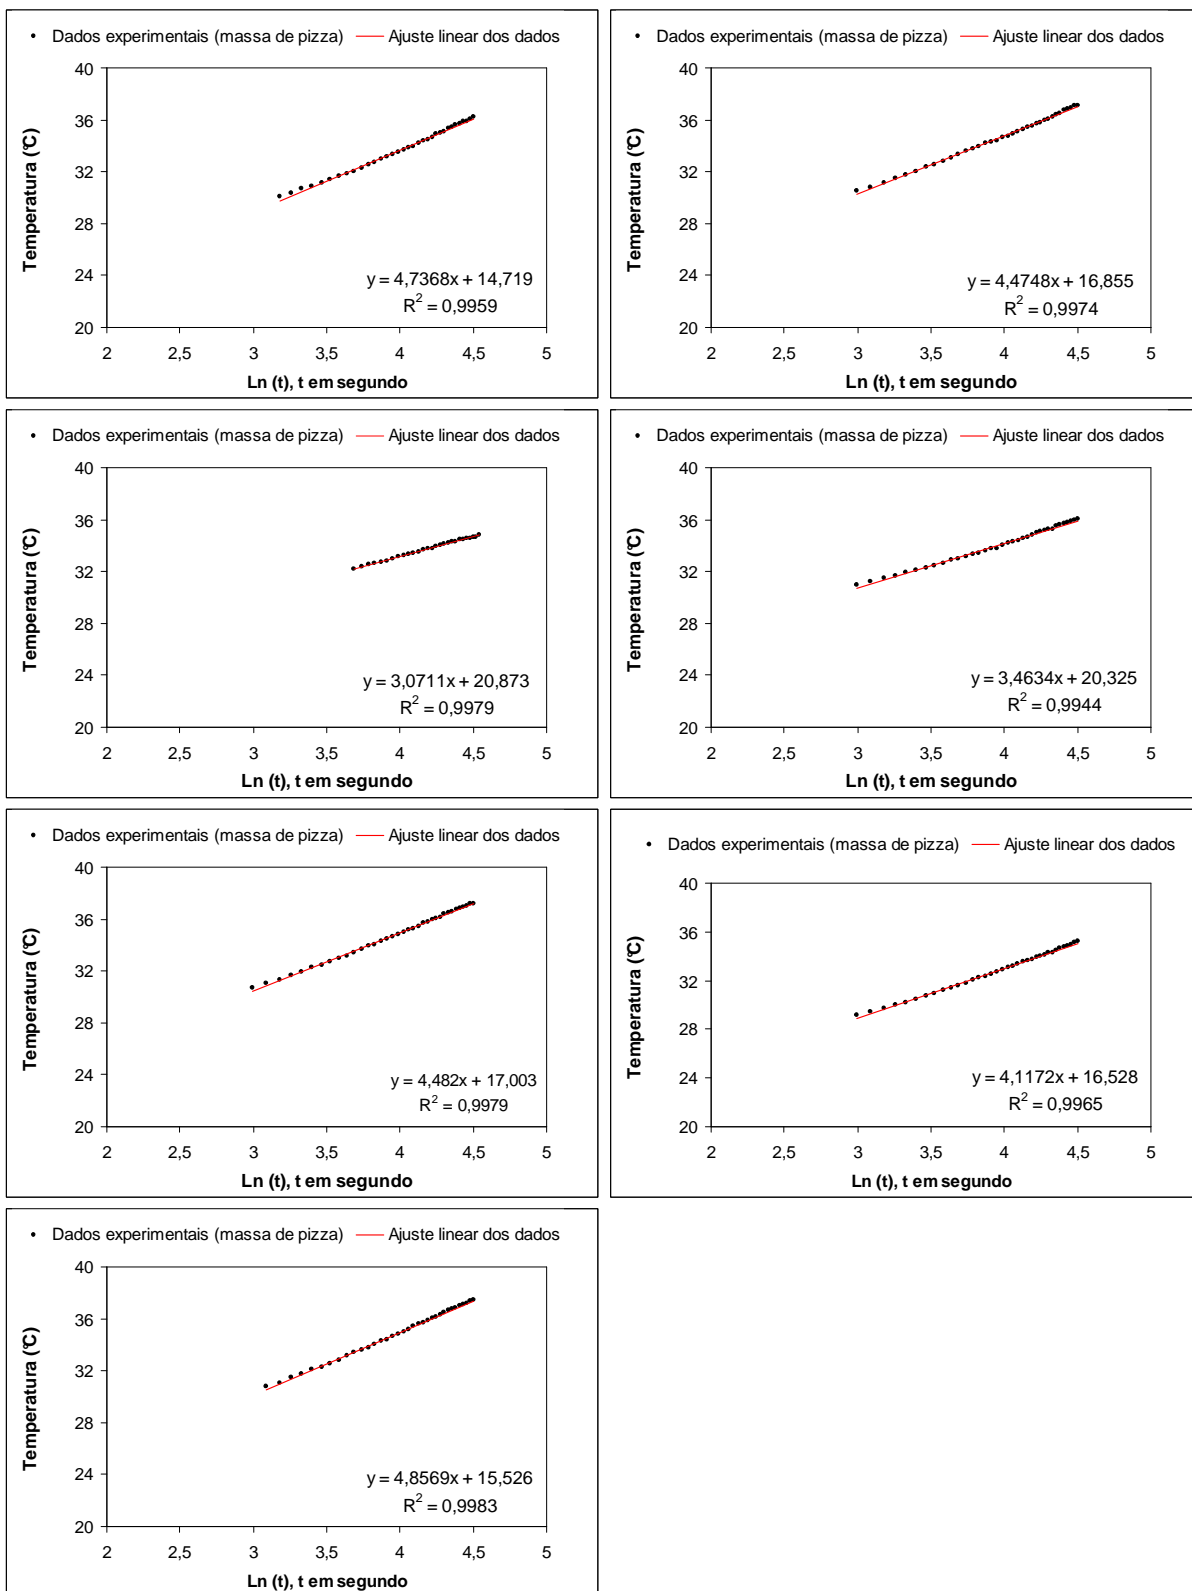 • Dados experimentais (massa de pizza) — Ajuste linear dos dados
40
36
32
28
24
20
Temperatura (°C)
y = 4,7368x + 14,719
R² = 0,9959
2 2,5 3 3,5 4 4,5 5
Ln (t), t em segundo
• Dados experimentais (massa de pizza) — Ajuste linear dos dados
40
36
32
28
24
20
Temperatura (°C)
y = 4,4748x + 16,855
R² = 0,9974
2 2,5 3 3,5 4 4,5 5
Ln (t), t em segundo
• Dados experimentais (massa de pizza) — Ajuste linear dos dados
40
36
32
28
24
20
Temperatura (°C)
y = 3,0711x + 20,873
R² = 0,9979
2 2,5 3 3,5 4 4,5 5
Ln (t), t em segundo
• Dados experimentais (massa de pizza) — Ajuste linear dos dados
40
36
32
28
24
20
Temperatura (°C)
y = 3,4634x + 20,325
R² = 0,9944
2 2,5 3 3,5 4 4,5 5
Ln (t), t em segundo
• Dados experimentais (massa de pizza) — Ajuste linear dos dados
40
36
32
28
24
20
Temperatura (°C)
y = 4,482x + 17,003
R² = 0,9979
2 2,5 3 3,5 4 4,5 5
Ln (t), t em segundo
• Dados experimentais (massa de pizza) — Ajuste linear dos dados
40
36
32
28
24
20
Temperatura (°C)
y = 4,1172x + 16,528
R² = 0,9965
2 2,5 3 3,5 4 4,5 5
Ln (t), t em segundo
• Dados experimentais (massa de pizza) — Ajuste linear dos dados
40
36
32
28
24
20
Temperatura (°C)
y = 4,8569x + 15,526
R² = 0,9983
2 2,5 3 3,5 4 4,5 5
Ln (t), t em segundo